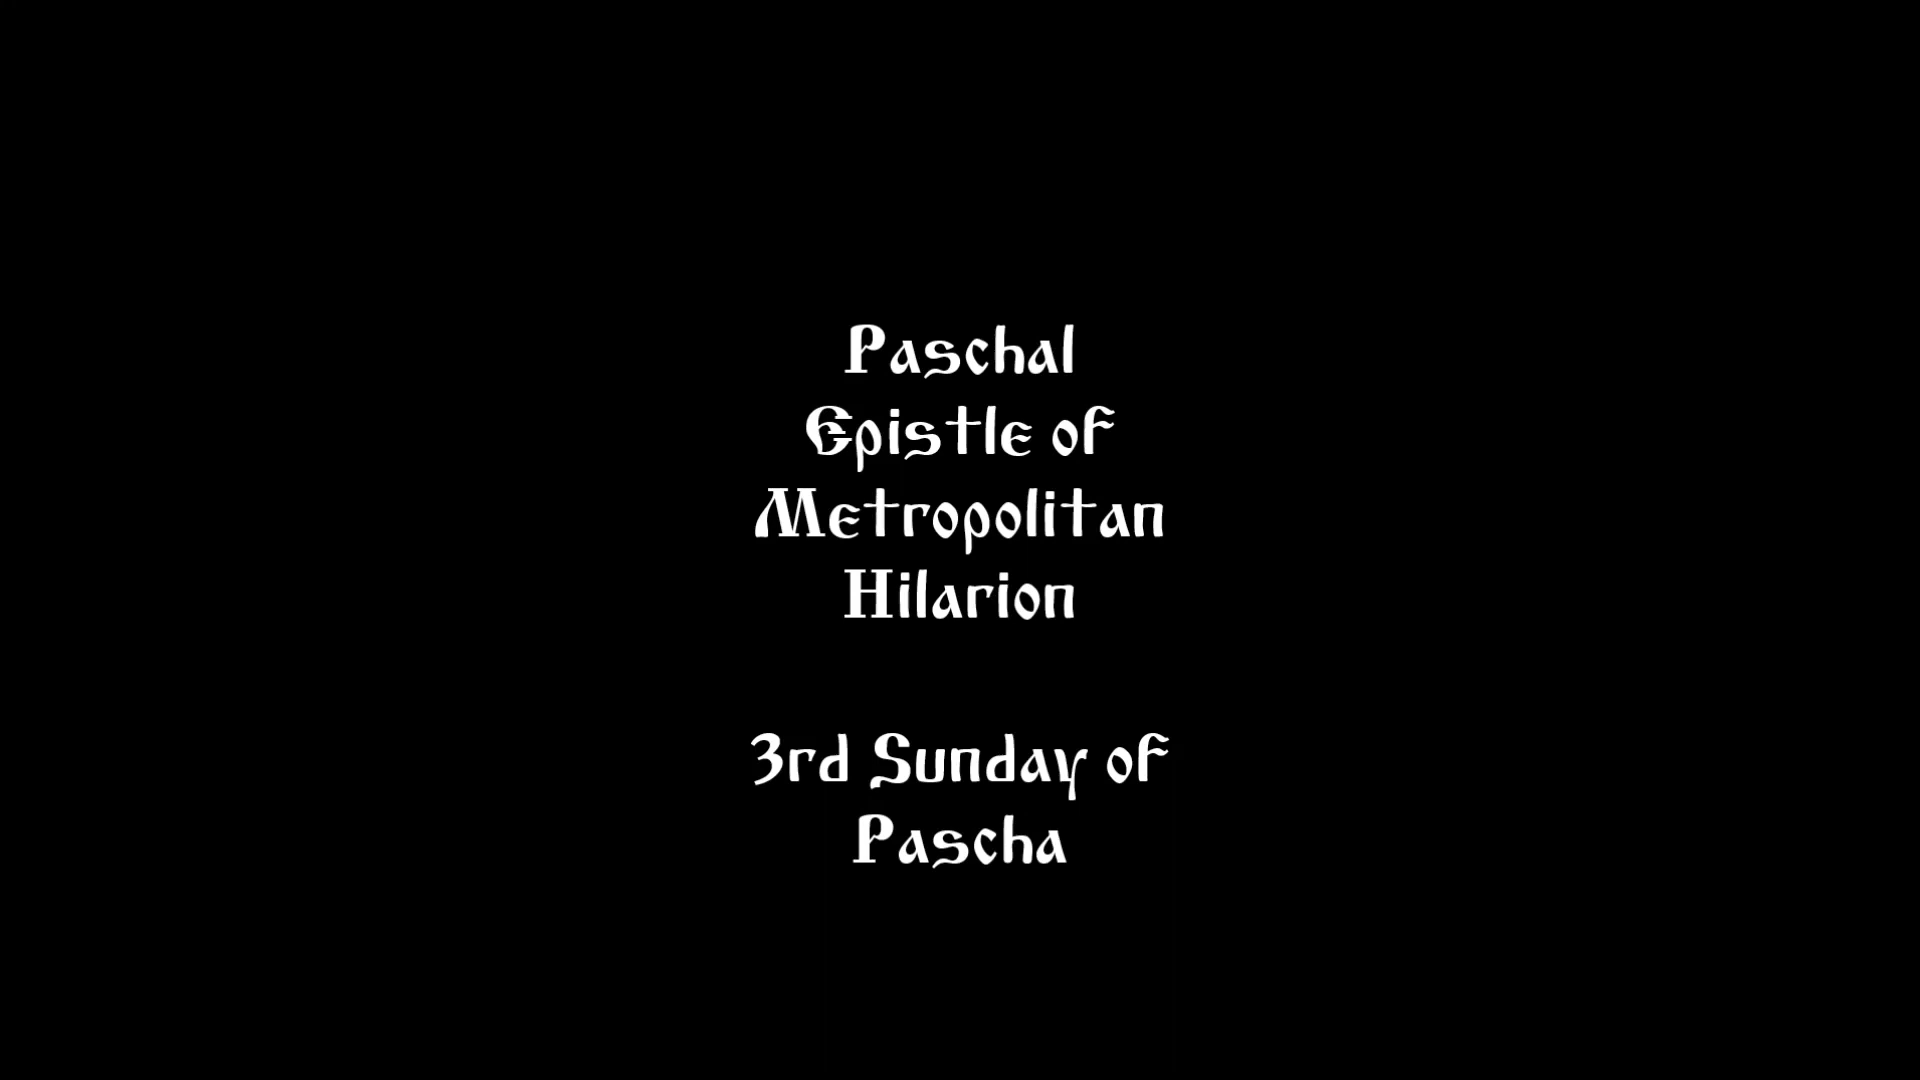 Paschal
Epistle of
Metropolitan
Hilarion
3rd Sunday of
Pascha